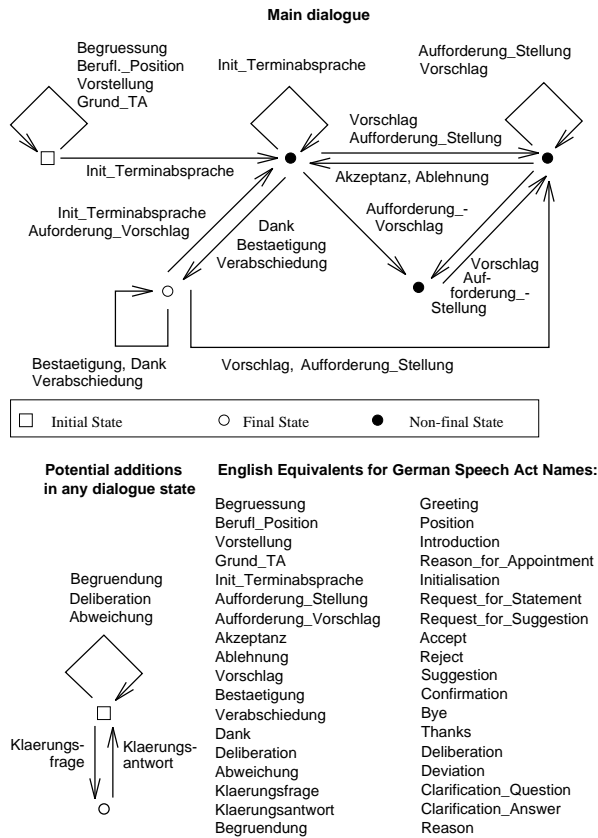 Main dialogue
Begruessung
Berufl._Position
Vorstellung
Grund_TA
Init_Terminabsprache
Aufforderung_Stellung
Vorschlag
Vorschlag
Aufforderung_Stellung
Init_Terminabsprache
Akzeptanz, Ablehnung
Init_Terminabsprache
Auforderung_Vorschlag
Dank
Bestaetigung
Verabschiedung
Aufforderung_-
Vorschlag
Vorschlag
Auf-
forderung_-
Stellung
Bestaetigung, Dank
Verabschiedung
Vorschlag, Aufforderung_Stellung
Initial State
Final State
Non-final State
Potential additions
in any dialogue state
Begruendung
Deliberation
Abweichung
Klaerungs-
frage
Klaerungs-
antwort
English Equivalents for German Speech Act Names:
Begruessung Greeting
Berufl_Position Position
Vorstellung Introduction
Grund_TA Reason_for_Appointment
Init_Terminabsprache Initialisation
Aufforderung_Stellung Request_for_Statement
Aufforderung_Vorschlag Request_for_Suggestion
Akzeptanz Accept
Ablehnung Reject
Vorschlag Suggestion
Bestaetigung Confirmation
Verabschiedung Bye
Dank Thanks
Deliberation Deliberation
Abweichung Deviation
Klaerungsfrage Clarification_Question
Klaerungsantwort Clarification_Answer
Begruendung Reason